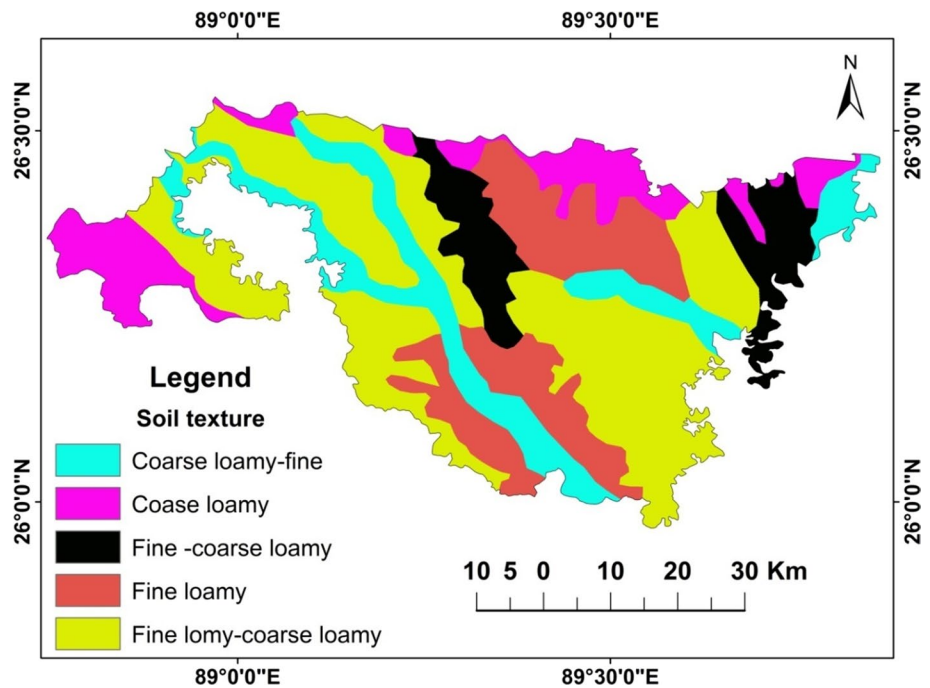 89°0'0"E 89°30'0"E
N
26°30'0"N 26°30'0"N
Legend
Soil texture
Coarse loamy-fine
Coase loamy
Fine -coarse loamy
Fine loamy
Fine lomy-coarse loamy
26°0'0"N 26°0'0"N
10 5 0 10 20 30 Km
89°0'0"E 89°30'0"E